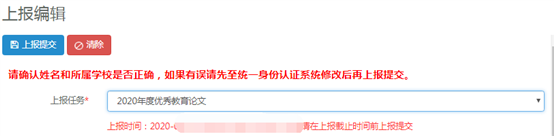 上报编辑
上报提交 清除
请确认姓名和所属学校是否正确，如果有误请先至统一身份认证系统修改后再上报提交。
上报任务* 2020年度优秀教育论文
上报时间：2020- 请在上报截止时间前上报提交